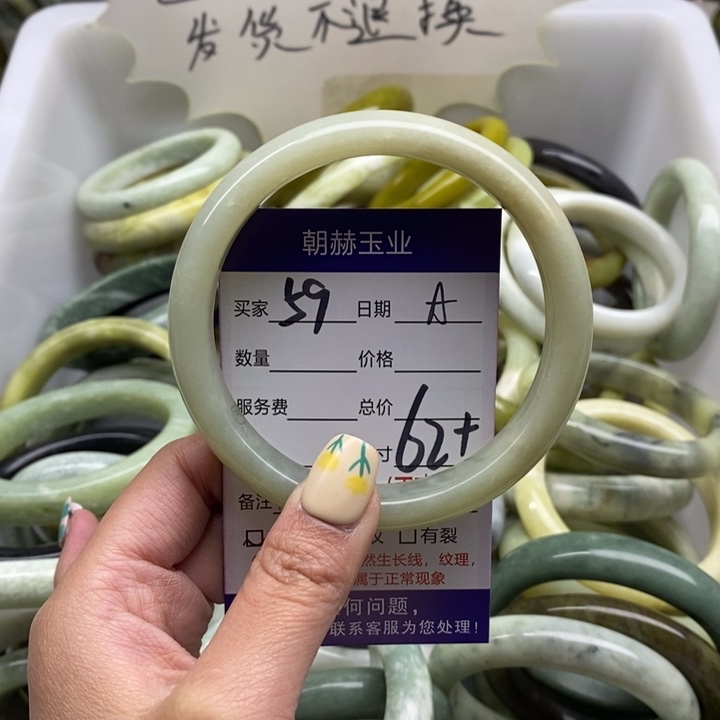 发货不退换
朝赫玉业
买家 59 日期 A
数量 价格
服务费 总价
寸 62+
备注
有裂
然生长线，纹理，
属于正常现象
何问题，
联系客服为您处理！